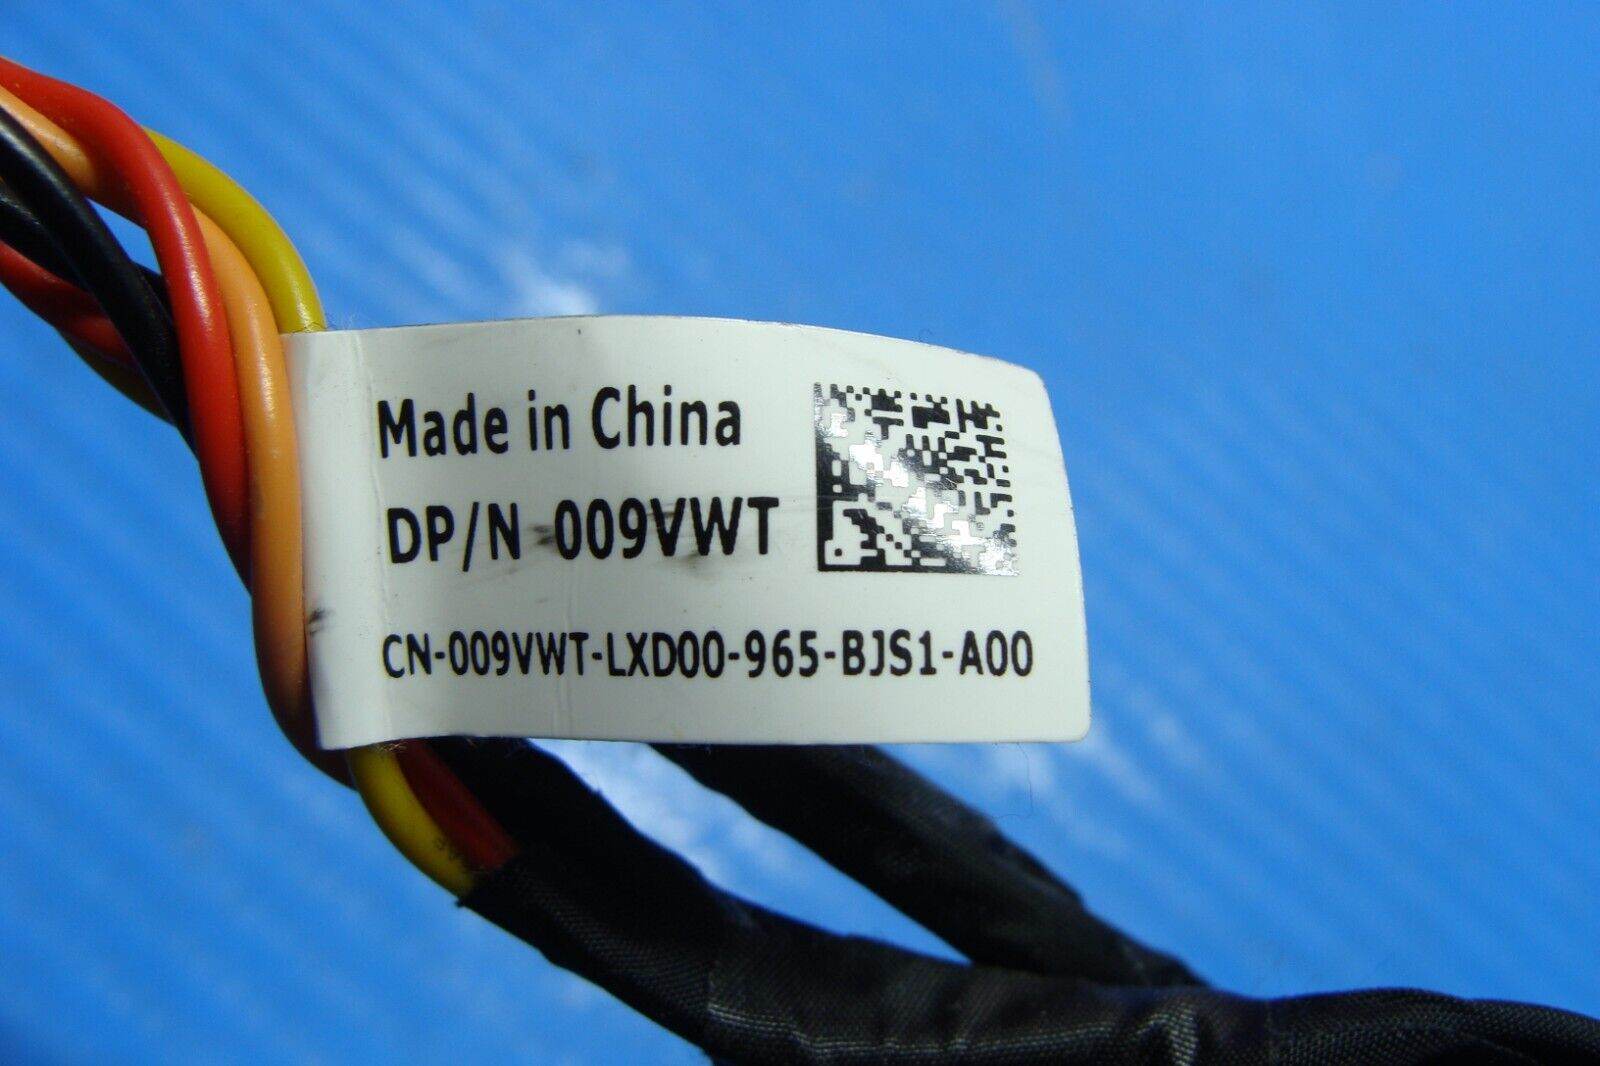 Made in China
DP/N 009VWT
CN-009VWT-LXD00-965-BJS1-A00